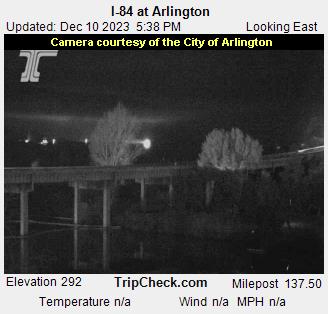 I-84 at Arlington
Updated: Dec 10 2023 5:38 PM Looking East
Camera courtesy of the City of Arlington
Elevation 292 TripCheck.com Milepost 137.50
Temperature n/a Wind n/a MPH n/a